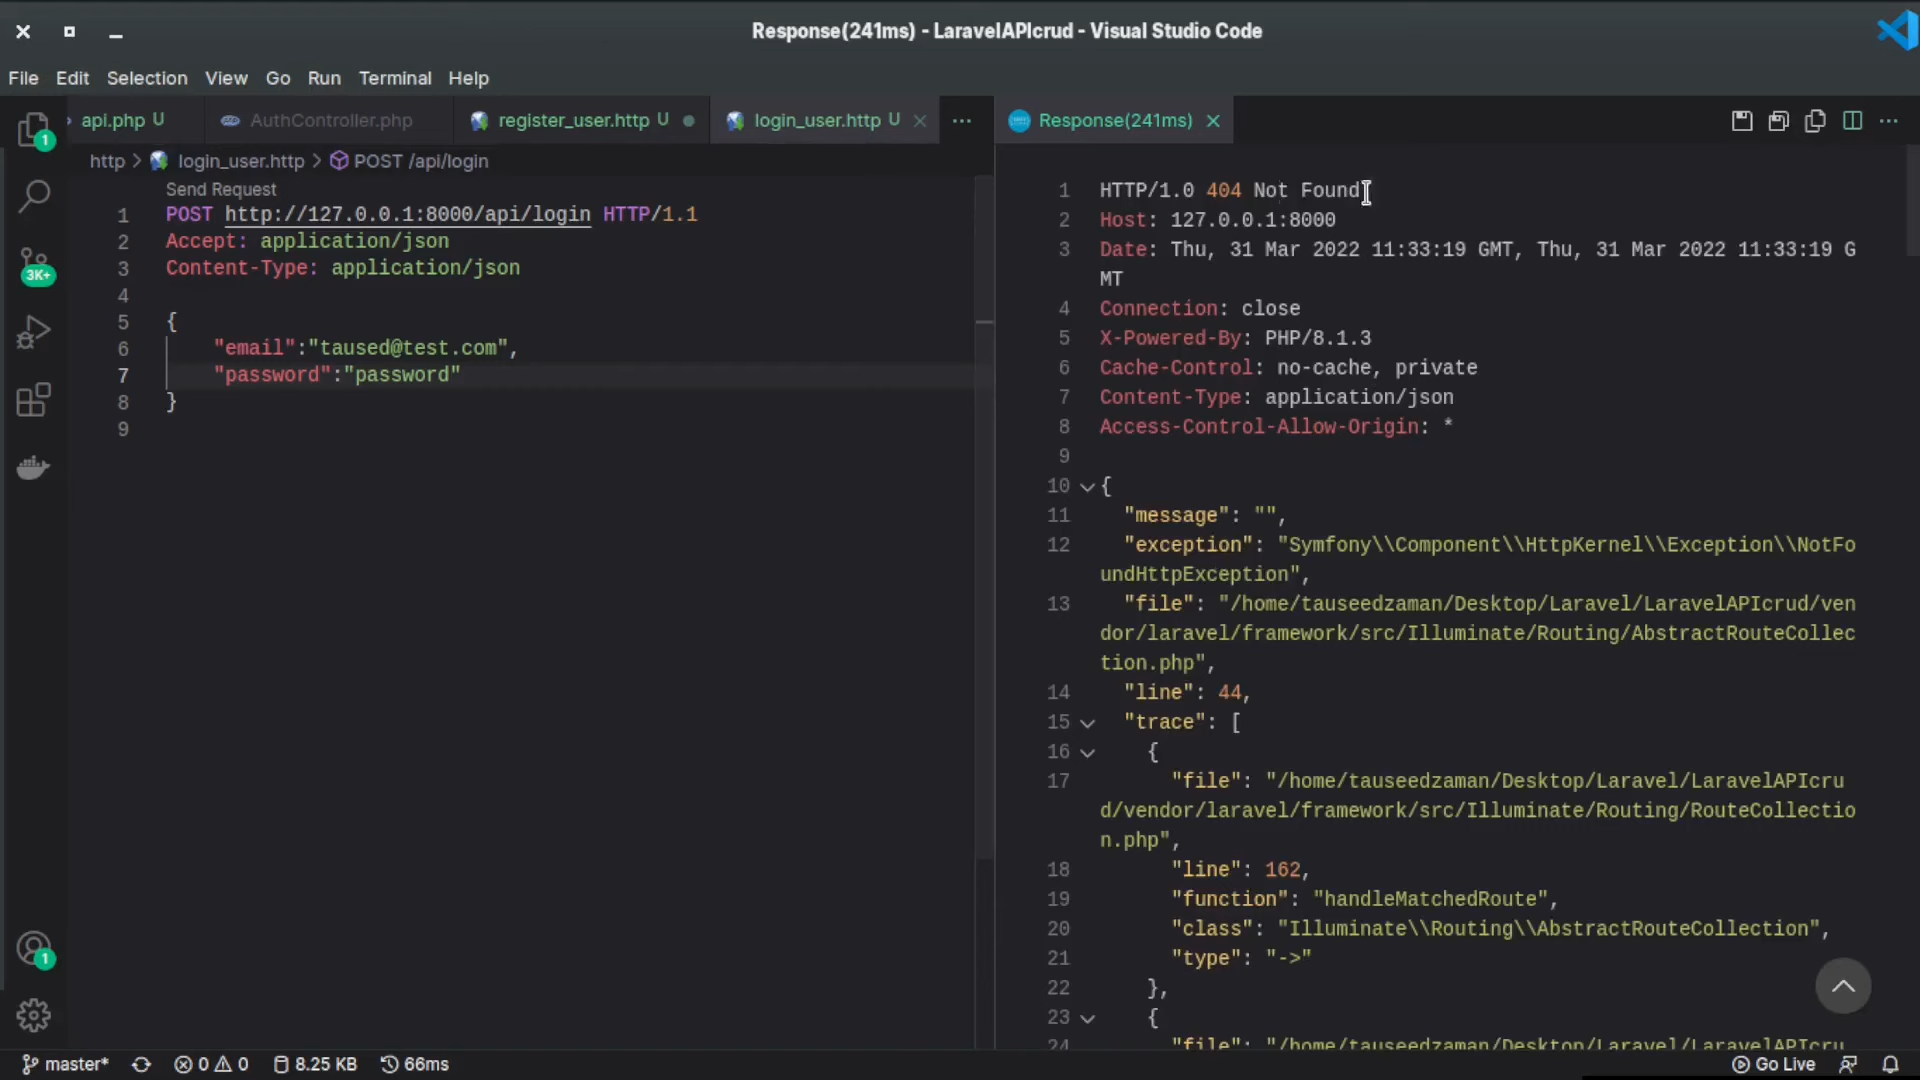 Response(241ms) - LaravelAPIcrud - Visual Studio Code
File Edit Selection View Go Run Terminal Help
api.php U AuthController.php register_user.http U login_user.http U ... Response(241ms)
http > login_user.http > POST /api/login
Send Request
1 POST http://127.0.0.1:8000/api/login HTTP/1.1
2 Accept: application/json
3 Content-Type: application/json
4
5 {
6 "email":"taused@test.com",
7 "password":"password"
8 }
9
1 HTTP/1.0 404 Not Found
2 Host: 127.0.0.1:8000
3 Date: Thu, 31 Mar 2022 11:33:19 GMT, Thu, 31 Mar 2022 11:33:19 G
MT
4 Connection: close
5 X-Powered-By: PHP/8.1.3
6 Cache-Control: no-cache, private
7 Content-Type: application/json
8 Access-Control-Allow-Origin: *
9
10 {
11 "message": "",
12 "exception": "Symfony\\Component\\HttpKernel\\Exception\\NotFo
undHttpException",
13 "file": "/home/tauseedzaman/Desktop/Laravel/LaravelAPIcrud/ven
dor/laravel/framework/src/Illuminate/Routing/AbstractRouteCollec
tion.php",
14 "line": 44,
15 "trace": [
16 {
17 "file": "/home/tauseedzaman/Desktop/Laravel/LaravelAPIcru
d/vendor/laravel/framework/src/Illuminate/Routing/RouteCollectio
n.php",
18 "line": 162,
19 "function": "handleMatchedRoute",
20 "class": "Illuminate\\Routing\\AbstractRouteCollection",
21 "type": "->"
22 },
23 {
24 "file": "/home/tauseedzaman/Desktop/Laravel/LaravelAPIcru
1
3K+
1
master* 0 0 8.25 KB 66ms Go Live